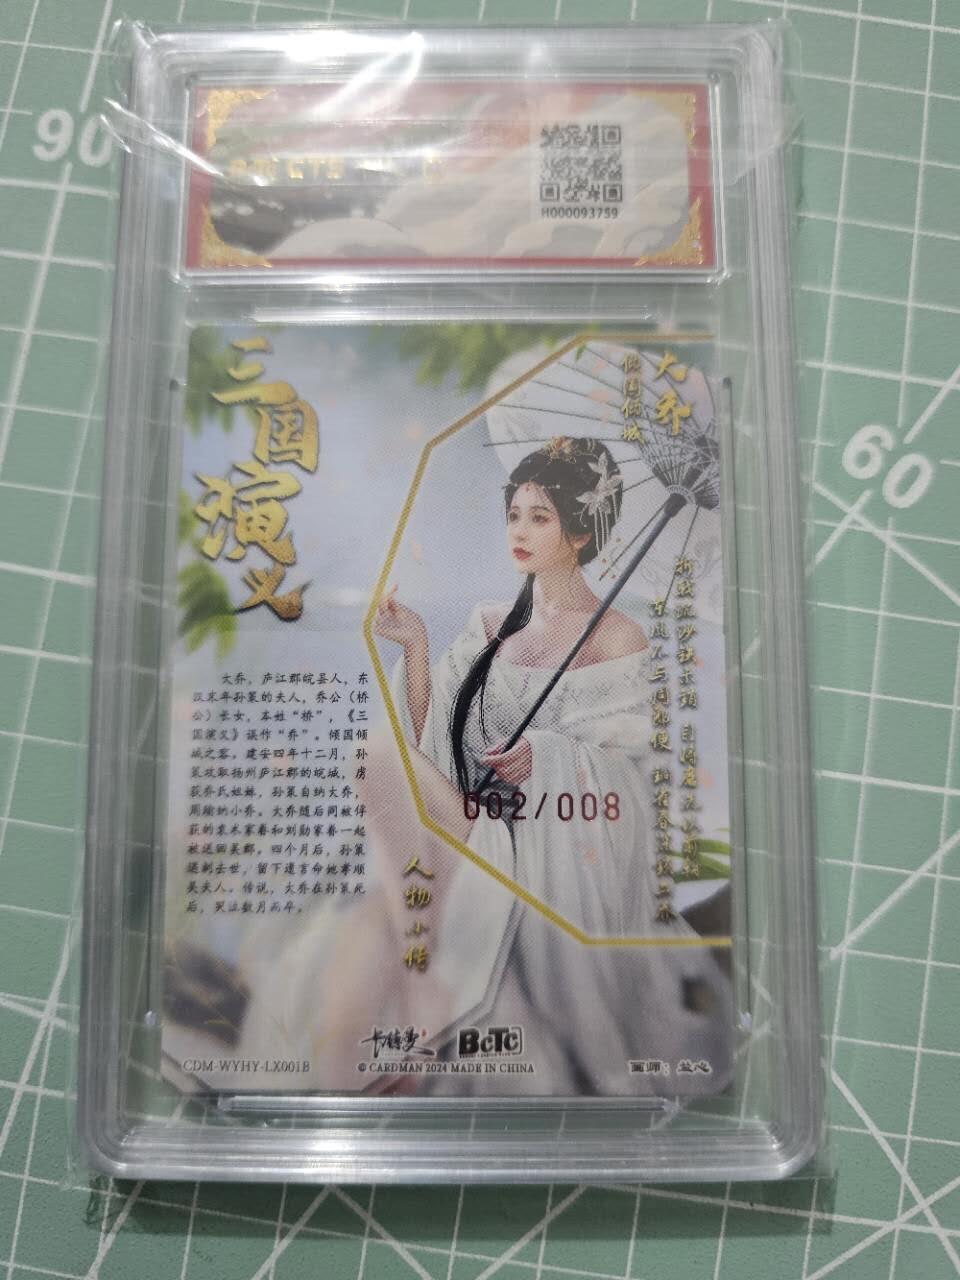 90
60
H000093759
三国演义
大乔
倾国倾城
折戟沉沙铁未销 自将磨洗认前朝
东风不与周郎便 铜雀春深锁二乔
大乔，庐江郡皖县人，东
汉末年孙策的夫人，乔公（桥
公）长女，本姓“桥”，《三
国演义》误作“乔”。倾国倾
城之容。建安四年十二月，孙
策攻取扬州庐江郡的皖城，虏
获乔氏姐妹，孙策自纳大乔，
周瑜纳小乔。大乔随后同被俘
获的袁术家眷和刘勋家眷一起
被送回吴郡。四个月后，孙策
遇刺去世，留下遗言命她孝顺
吴夫人。传说，大乔在孙策死
后，哭泣数月而卒。
002/008
人物小传
卡特曼
BCTC
CDM-WYHY-LX001B
© CARDMAN 2024 MADE IN CHINA
画师：盐心